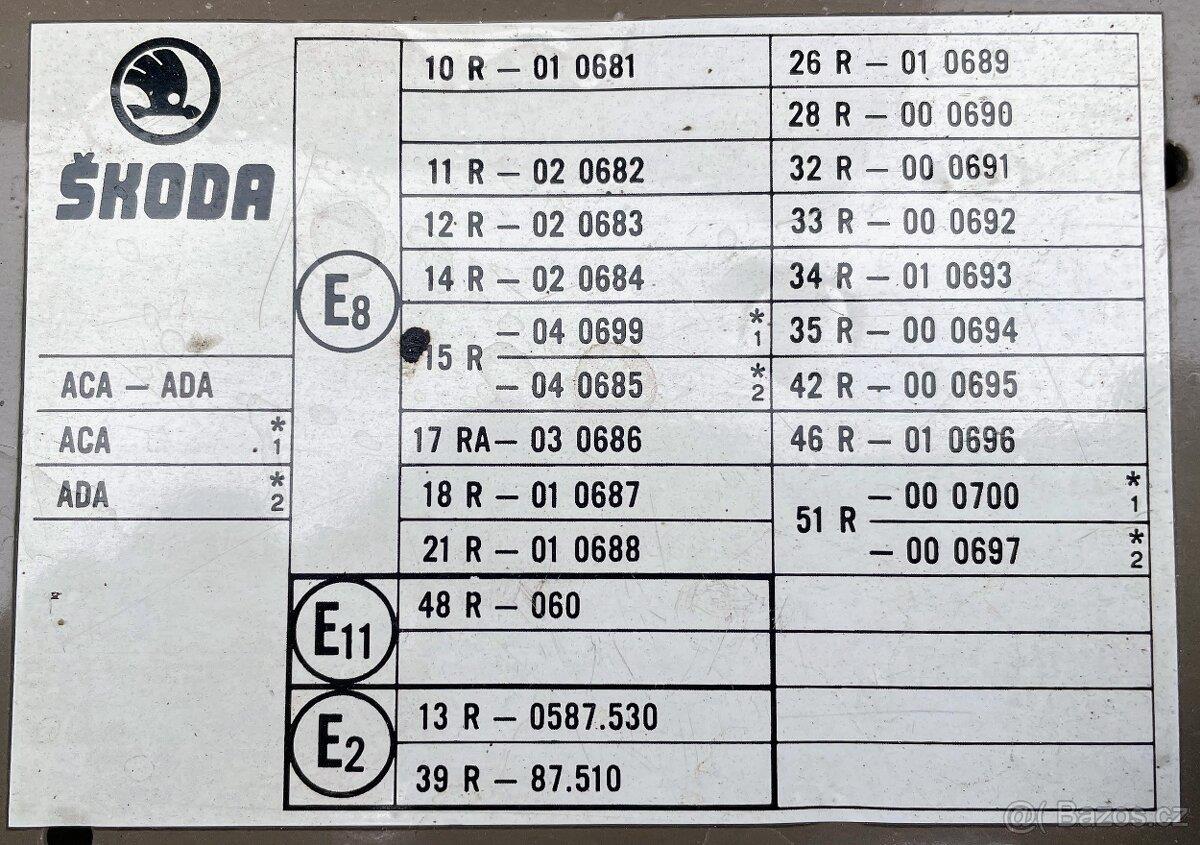 ŠKODA
ACA – ADA
ACA *1
ADA *2
E8
10 R – 01 0681
11 R – 02 0682
12 R – 02 0683
14 R – 02 0684
15 R – 04 0699 *1
– 04 0685 *2
17 RA – 03 0686
18 R – 01 0687
21 R – 01 0688
26 R – 01 0689
28 R – 00 0690
32 R – 00 0691
33 R – 00 0692
34 R – 01 0693
35 R – 00 0694
42 R – 00 0695
46 R – 01 0696
51 R – 00 0700 *1
– 00 0697 *2
E11
48 R – 060
E2
13 R – 0587.530
39 R – 87.510
@( Bazos.cz